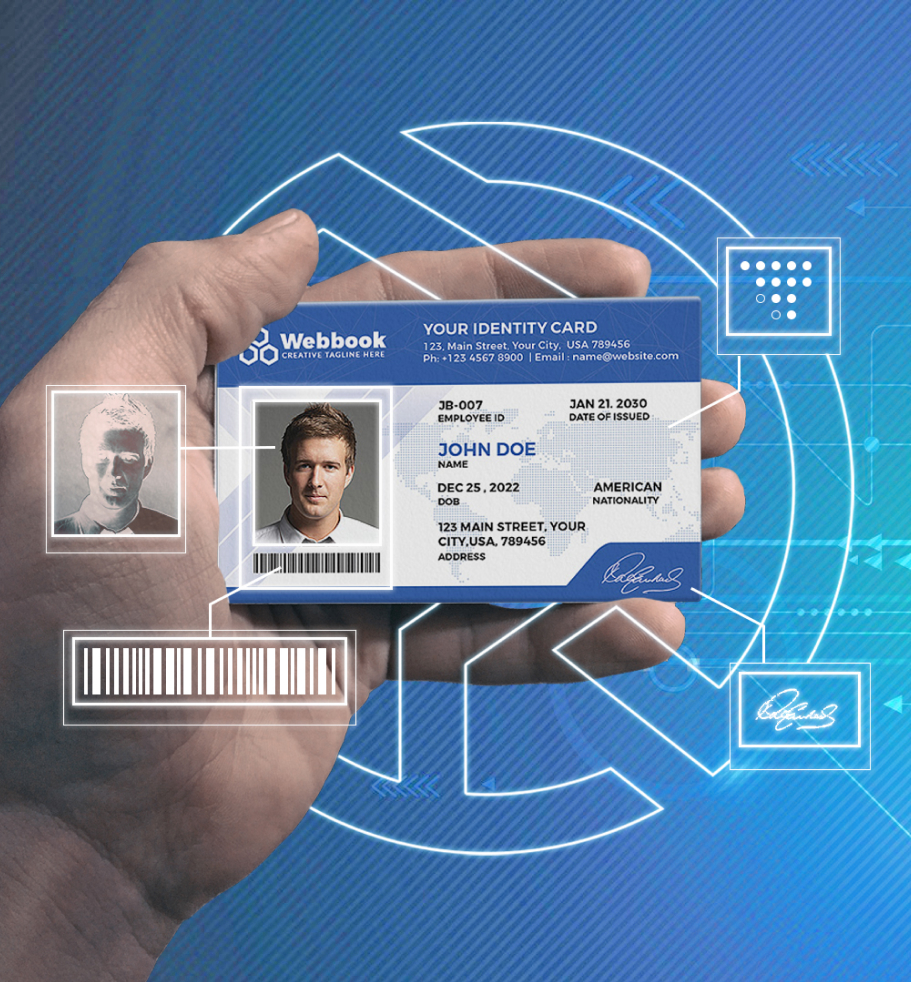 Webbook
CREATIVE TAGLINE HERE
YOUR IDENTITY CARD
123, Main Street, Your City, USA 789456
Ph: +123 4567 8900 | Email : name@website.com
JB-007
EMPLOYEE ID
JAN 21. 2030
DATE OF ISSUED
JOHN DOE
NAME
DEC 25 , 2022
DOB
AMERICAN
NATIONALITY
123 MAIN STREET, YOUR
CITY,USA, 789456
ADDRESS